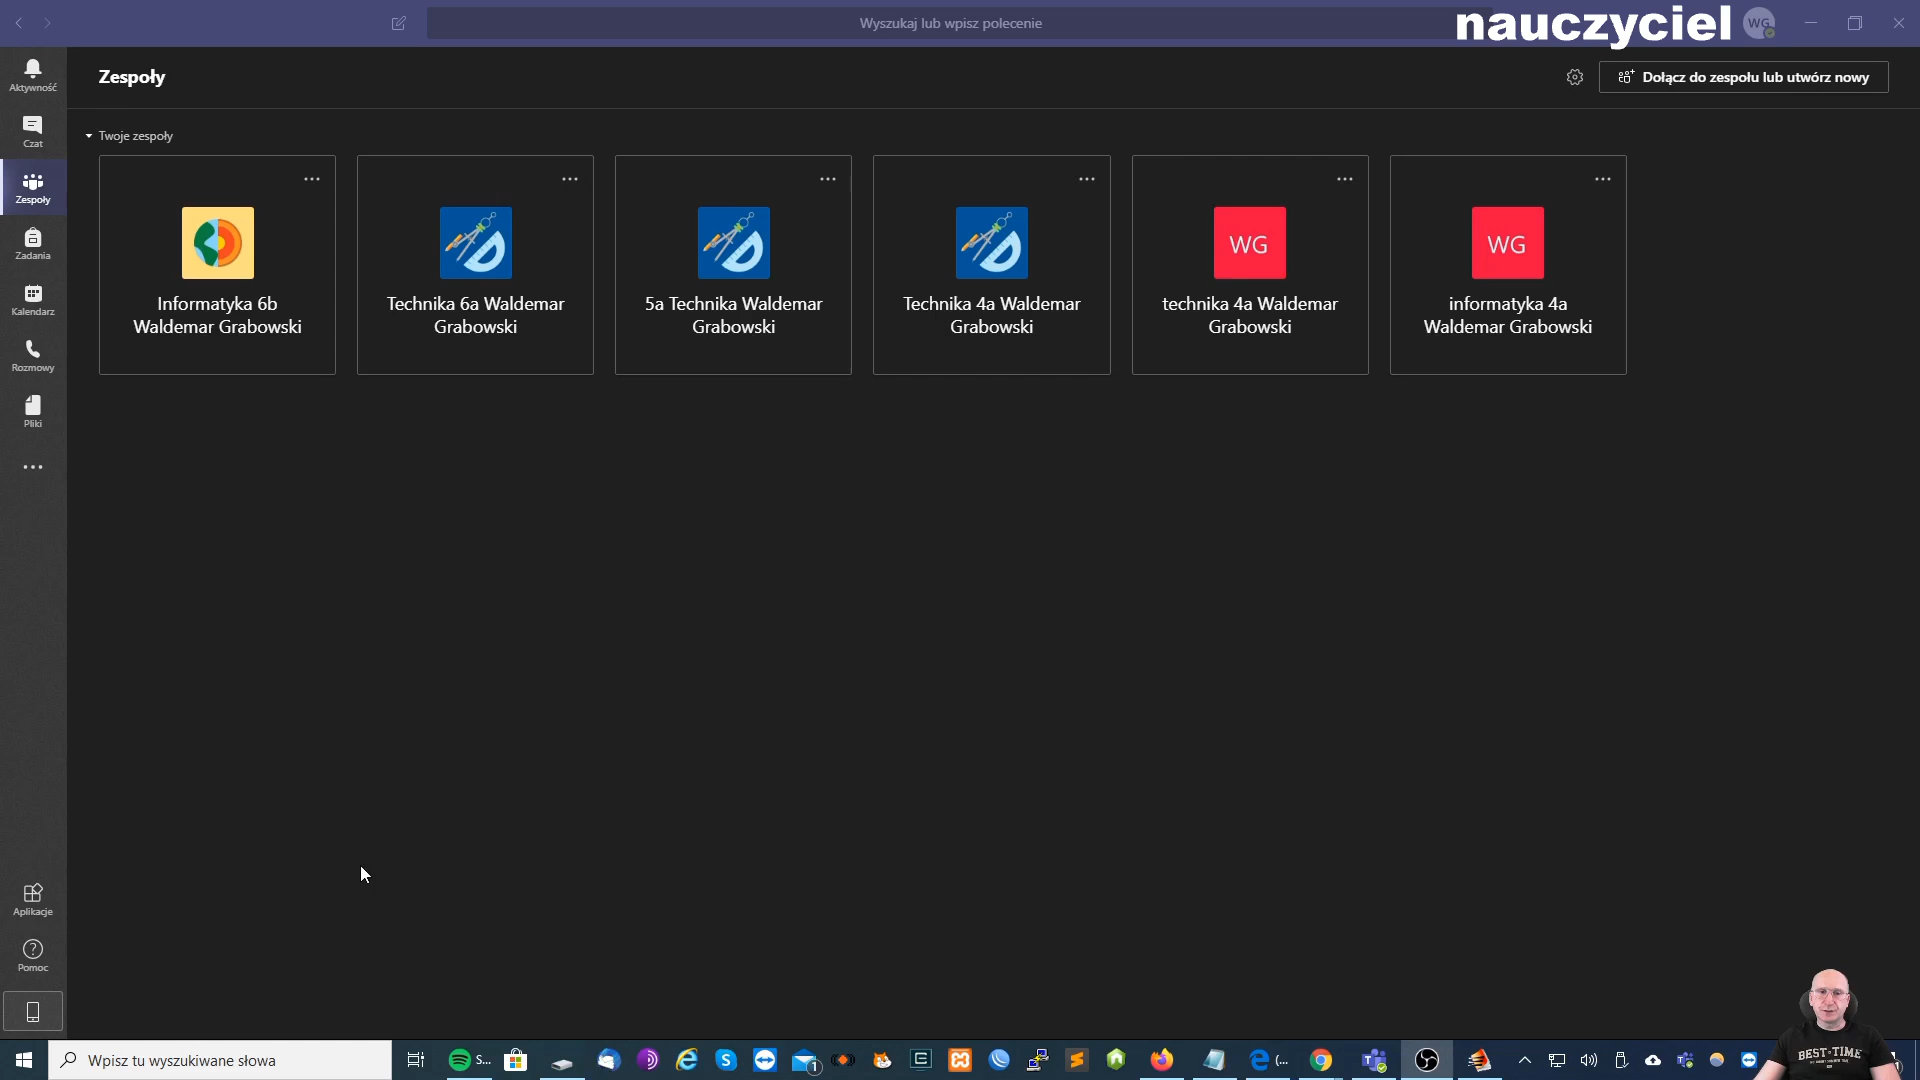 Wyszukaj lub wpisz polecenie
nauczyciel
WG
Aktywność
Czat
Zespoły
Zadania
Kalendarz
Rozmowy
Pliki
Aplikacje
Pomoc
Zespoły
Dołącz do zespołu lub utwórz nowy
Twoje zespoły
Informatyka 6b
Waldemar Grabowski
Technika 6a Waldemar
Grabowski
5a Technika Waldemar
Grabowski
Technika 4a Waldemar
Grabowski
WG
technika 4a Waldemar
Grabowski
WG
informatyka 4a
Waldemar Grabowski
BEST·TIME
Wpisz tu wyszukiwane słowa
S...
1
(...